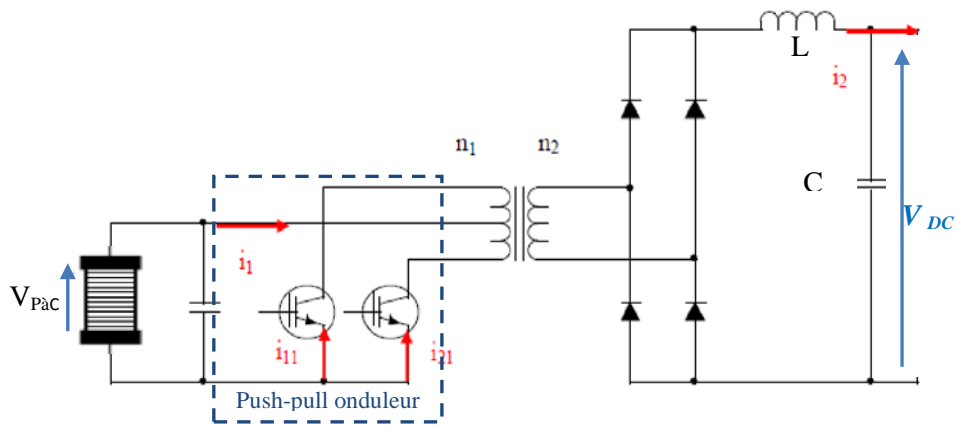 L
i₂
n₁ n₂
C
V DC
i₁
VPàc
i₁₁
i₂₁
Push-pull onduleur